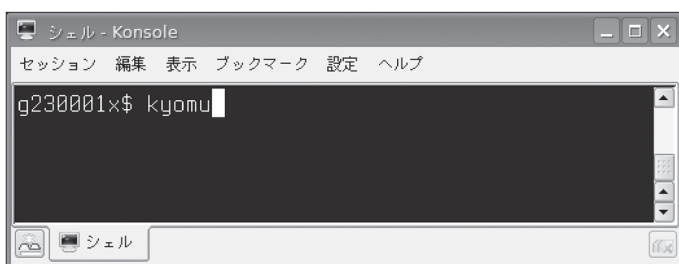 シェル - Konsole
セッション 編集 表示 ブックマーク 設定 ヘルプ
g230001x$ kyomu
シェル